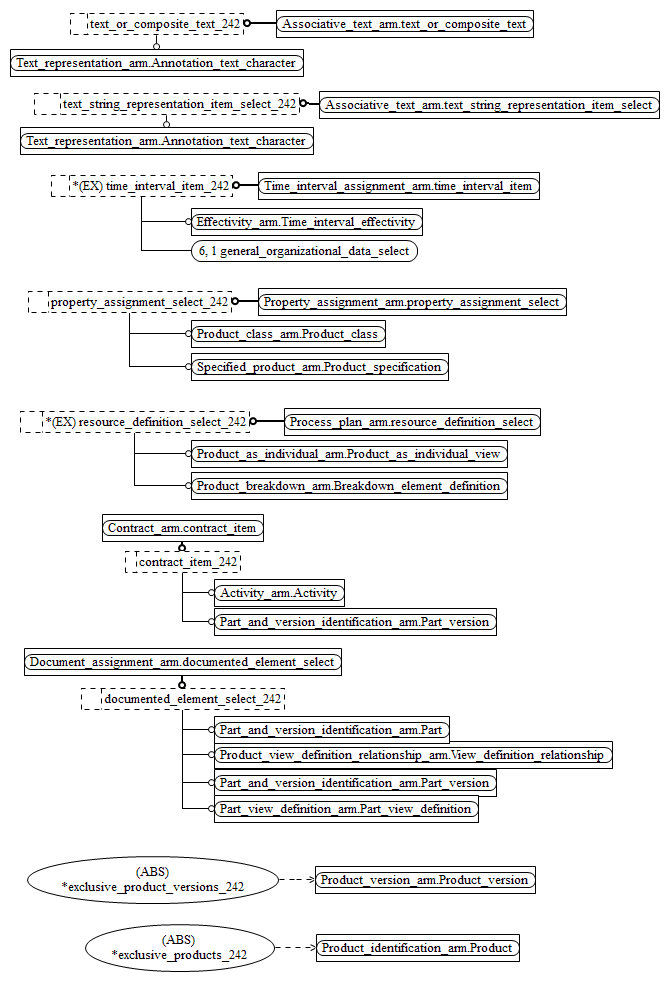 text_or_composite_text_242
Associative_text_arm.text_or_composite_text
Text_representation_arm.Annotation_text_character
text_string_representation_item_select_242
Associative_text_arm.text_string_representation_item_select
Text_representation_arm.Annotation_text_character
*(EX) time_interval_item_242
Time_interval_assignment_arm.time_interval_item
Effectivity_arm.Time_interval_effectivity
6, 1 general_organizational_data_select
property_assignment_select_242
Property_assignment_arm.property_assignment_select
Product_class_arm.Product_class
Specified_product_arm.Product_specification
*(EX) resource_definition_select_242
Process_plan_arm.resource_definition_select
Product_as_individual_arm.Product_as_individual_view
Product_breakdown_arm.Breakdown_element_definition
Contract_arm.contract_item
contract_item_242
Activity_arm.Activity
Part_and_version_identification_arm.Part_version
Document_assignment_arm.documented_element_select
documented_element_select_242
Part_and_version_identification_arm.Part
Product_view_definition_relationship_arm.View_definition_relationship
Part_and_version_identification_arm.Part_version
Part_view_definition_arm.Part_view_definition
(ABS)
*exclusive_product_versions_242
Product_version_arm.Product_version
(ABS)
*exclusive_products_242
Product_identification_arm.Product